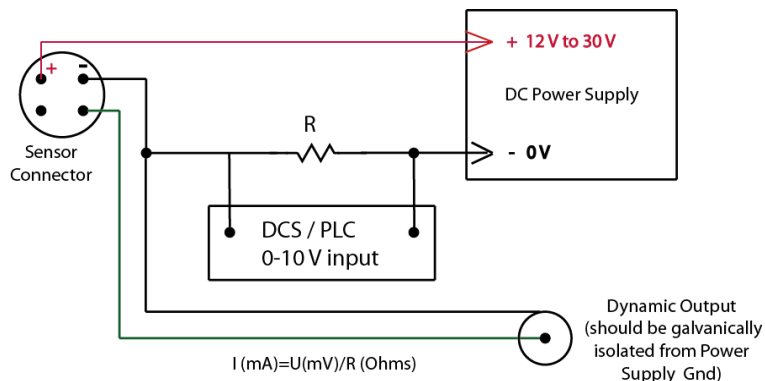 + 12 V to 30 V
DC Power Supply
- 0V
+
-
Sensor
Connector
R
DCS / PLC
0-10 V input
Dynamic Output
(should be galvanically
isolated from Power
Supply Gnd)
I (mA)=U(mV)/R (Ohms)